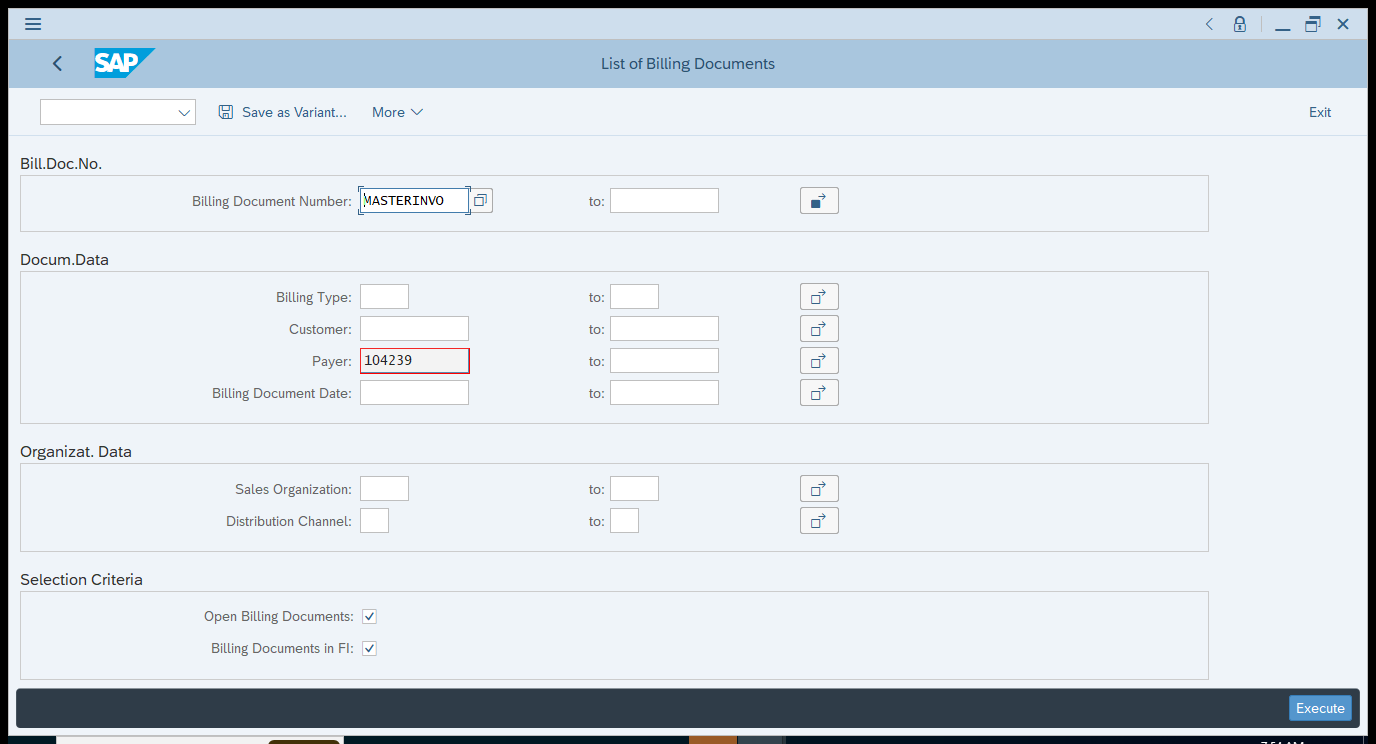 SAP
List of Billing Documents
Save as Variant... More Exit
Bill.Doc.No.
Billing Document Number: MASTERINVO to:
Docum.Data
Billing Type: to:
Customer: to:
Payer: 104239 to:
Billing Document Date: to:
Organizat. Data
Sales Organization: to:
Distribution Channel: to:
Selection Criteria
Open Billing Documents:
Billing Documents in FI:
Execute